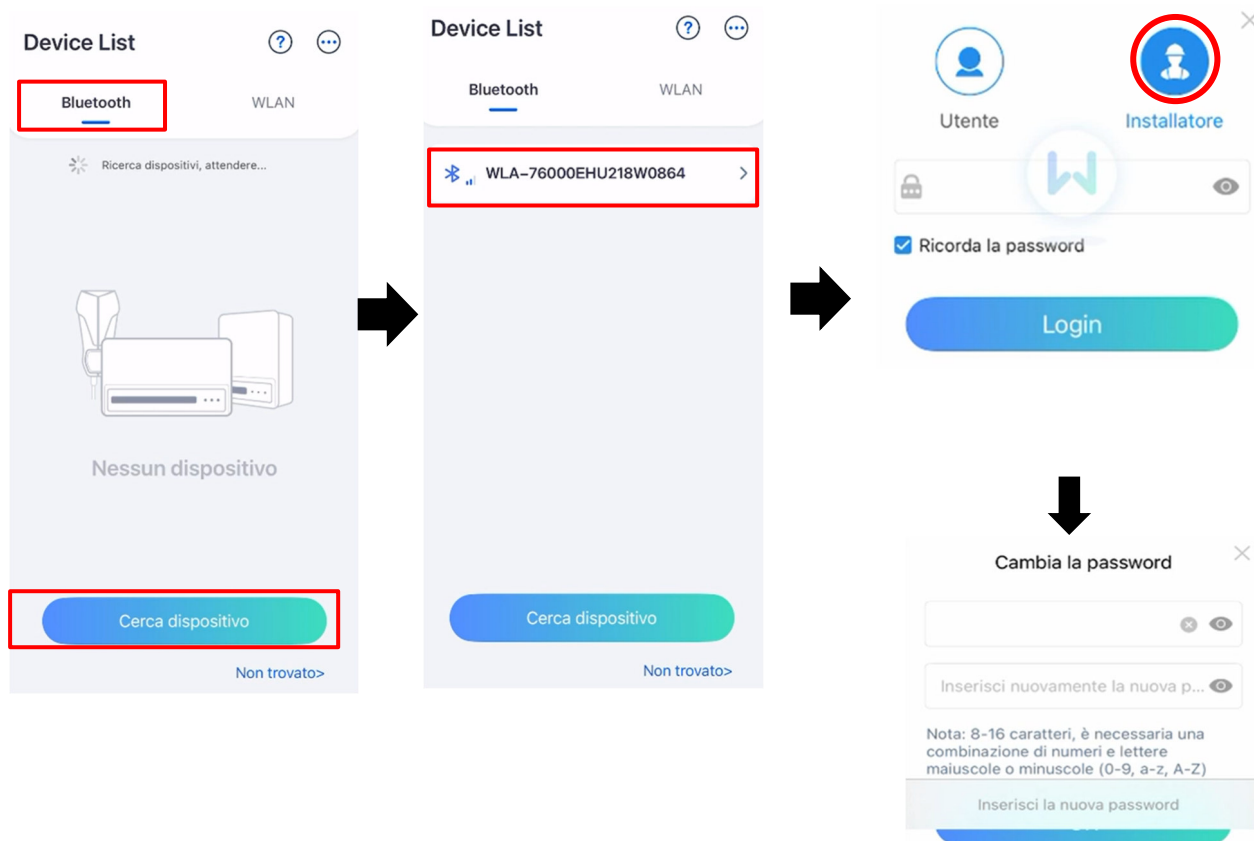 Device List
?
Bluetooth
WLAN
Ricerca dispositivi, attendere...
Nessun dispositivo
Cerca dispositivo
Non trovato>
Device List
?
Bluetooth
WLAN
WLA-76000EHU218W0864
Cerca dispositivo
Non trovato>
Utente
Installatore
Ricorda la password
Login
Cambia la password
Inserisci nuovamente la nuova p...
Nota: 8-16 caratteri, è necessaria una
combinazione di numeri e lettere
maiuscole o minuscole (0-9, a-z, A-Z)
Inserisci la nuova password